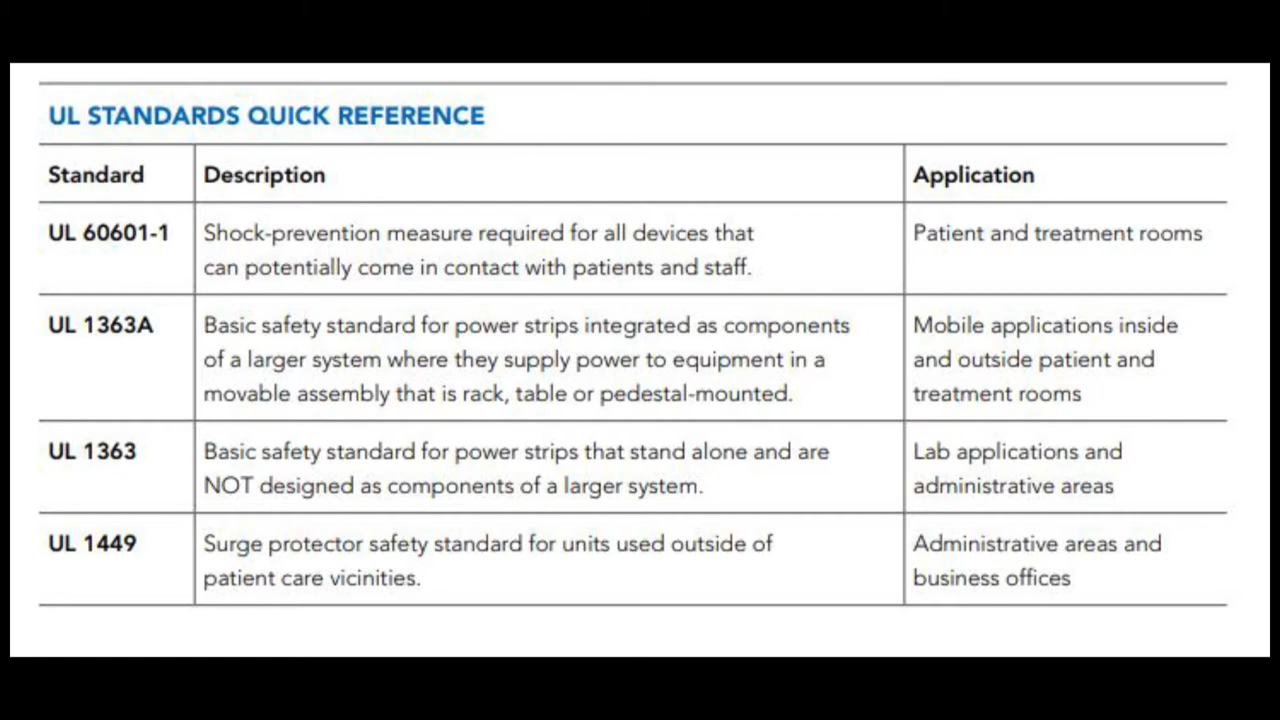 UL STANDARDS QUICK REFERENCE
Standard Description Application
UL 60601-1 Shock-prevention measure required for all devices that Patient and treatment rooms
can potentially come in contact with patients and staff.
UL 1363A Basic safety standard for power strips integrated as components Mobile applications inside
of a larger system where they supply power to equipment in a and outside patient and
movable assembly that is rack, table or pedestal-mounted. treatment rooms
UL 1363 Basic safety standard for power strips that stand alone and are Lab applications and
NOT designed as components of a larger system. administrative areas
UL 1449 Surge protector safety standard for units used outside of Administrative areas and
patient care vicinities. business offices